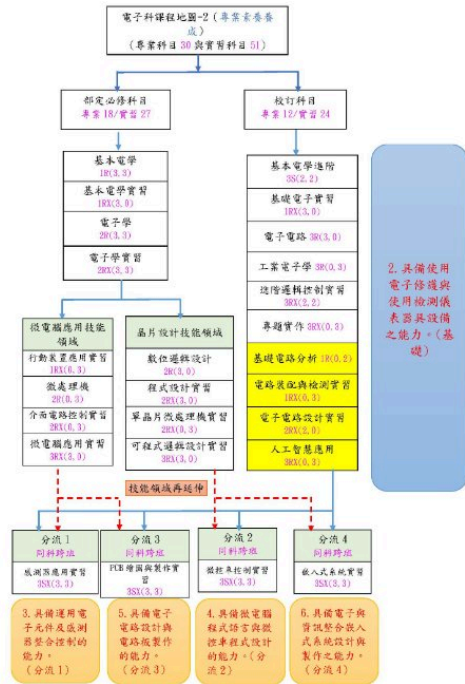 電子科課程地圖-2(專業素養養
成)
(專業科目 30 與實習科目 51)
部定必修科目
專業 18/實習 27
校訂科目
專業 12/實習 24
基本電學
1R(3,3)
基本電學實習
1RX(3,0)
電子學
2R(3,3)
電子學實習
2RX(3,3)
基本電學進階
3S(2,2)
基礎電子實習
1RX(3,0)
電子電路 3R(3,0)
工業電子學 3R(0,3)
進階邏輯控制實習
3RX(2,2)
專題實作 3RX(0,3)
基礎電路分析 1R(0,2)
電路裝配與檢測實習
1RX(0,3)
電子電路設計實習
2RX(2,0)
人工智慧應用
3RX(0,3)
2.具備使用
電子修護與
使用檢測儀
表器具設備
之能力。(基
礎)
微電腦應用技能
領域
行動裝置應用實習
1RX(0,3)
微處理機
2R(0,3)
介面電路控制實習
2RX(0,3)
微電腦應用實習
3RX(3,0)
晶片設計技能領域
數位邏輯設計
2R(3,0)
程式設計實習
2RX(3,0)
單晶片微處理機實習
2RX(0,3)
可程式邏輯設計實習
3RX(3,0)
技能領域再延伸
分流 1
同科跨班
感測器應用實習
3SX(3,3)
分流 3
同科跨班
PCB 繪圖與製作實
習
3SX(3,3)
分流 2
同科跨班
微控車控制實習
3SX(3,3)
分流 4
同科跨班
嵌入式系統實習
3SX(3,3)
3.具備運用電
子元件及感測
器整合控制的
能力。
(分流 1)
5.具備電子
電路設計與
電路板製作
的能力。
(分流 3)
4.具備微電腦
程式語言與微
控車程式設計
的能力。(分
流 2)
6.具備電子與
資訊整合嵌入
式系統設計與
製作之能力。
(分流 4)